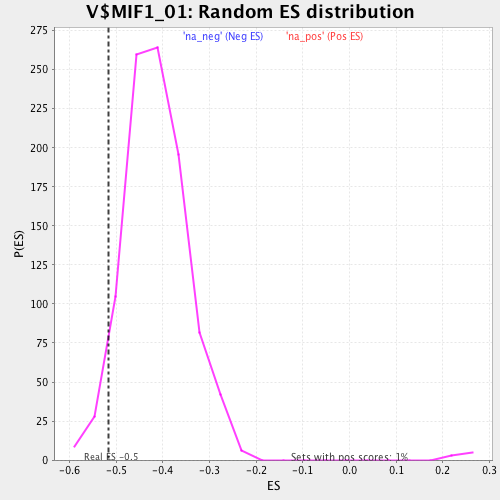 V$MIF1_01: Random ES distribution
'na_neg' (Neg ES) 'na_pos' (Pos ES)
275
250
225
200
175
150
125
100
75
50
25
0
P(ES)
Real ES -0.5
Sets with pos scores: 1%
-0.6 -0.5 -0.4 -0.3 -0.2 -0.1 0.0 0.1 0.2 0.3
ES